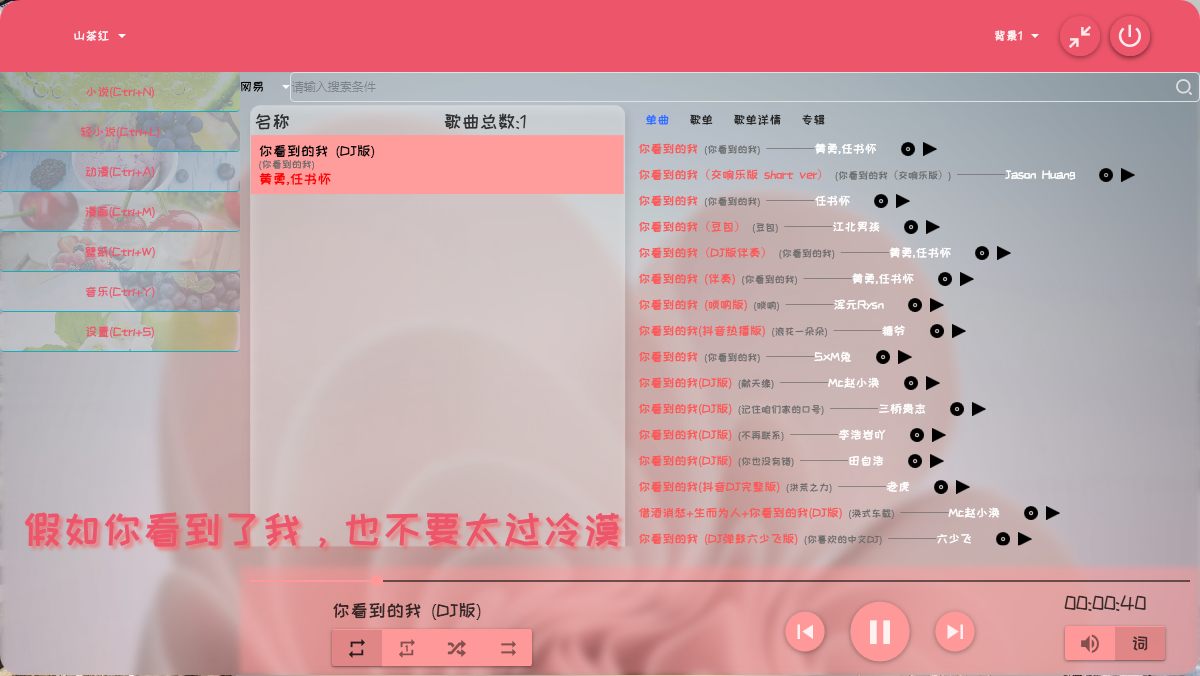 山茶红
背景1
小说(Ctrl+N)
轻小说(Ctrl+L)
动漫(Ctrl+A)
漫画(Ctrl+M)
壁纸(Ctrl+W)
音乐(Ctrl+Y)
设置(Ctrl+S)
网易 请输入搜索条件
名称 歌曲总数:1
你看到的我 (DJ版)
(你看到的我)
黄勇,任书怀
单曲 歌单 歌单详情 专辑
你看到的我 (你看到的我) 黄勇,任书怀
你看到的我（交响乐版 short ver） (你看到的我（交响乐版）) Jason Huang
你看到的我 (你看到的我) 任书怀
你看到的我（豆包） (豆包) 江北男孩
你看到的我（DJ版伴奏） (你看到的我) 黄勇,任书怀
你看到的我 (伴奏) (你看到的我) 黄勇,任书怀
你看到的我 (唢呐版) (唢呐) 浑元Rysn
你看到的我(抖音热播版) (浪花一朵朵) 糖爷
你看到的我 (你看到的我) SxM兔
你看到的我(DJ版) (献天缘) Mc赵小涣
你看到的我(DJ版) (记住咱们家的口号) 三桥贵志
你看到的我(DJ版) (不再联系) 李浩岩吖
你看到的我(DJ版) (你也没有错) 田自浩
你看到的我(抖音DJ完整版) (洪荒之力) 老虎
借酒消愁+生而为人+你看到的我(DJ版) (涣式车载) Mc赵小涣
你看到的我 (DJ弹鼓六少飞版) (你喜欢的中文DJ) 六少飞
假如你看到了我，也不要太过冷漠
你看到的我 (DJ版)
00:00:40
词